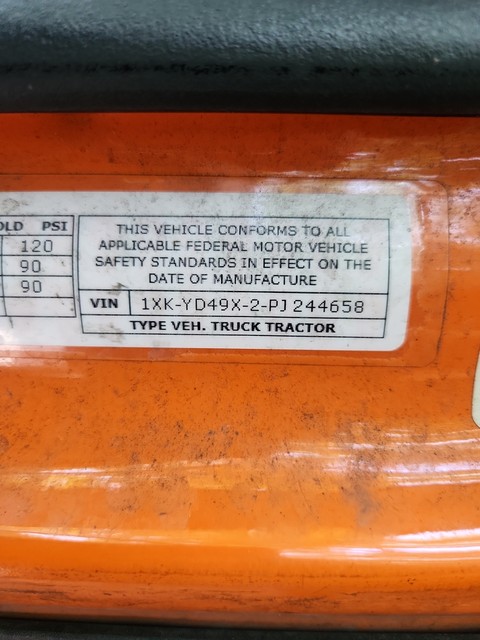 OLD PSI
120
90
90
THIS VEHICLE CONFORMS TO ALL
APPLICABLE FEDERAL MOTOR VEHICLE
SAFETY STANDARDS IN EFFECT ON THE
DATE OF MANUFACTURE
VIN 1XK-YD49X-2-PJ 244658
TYPE VEH. TRUCK TRACTOR